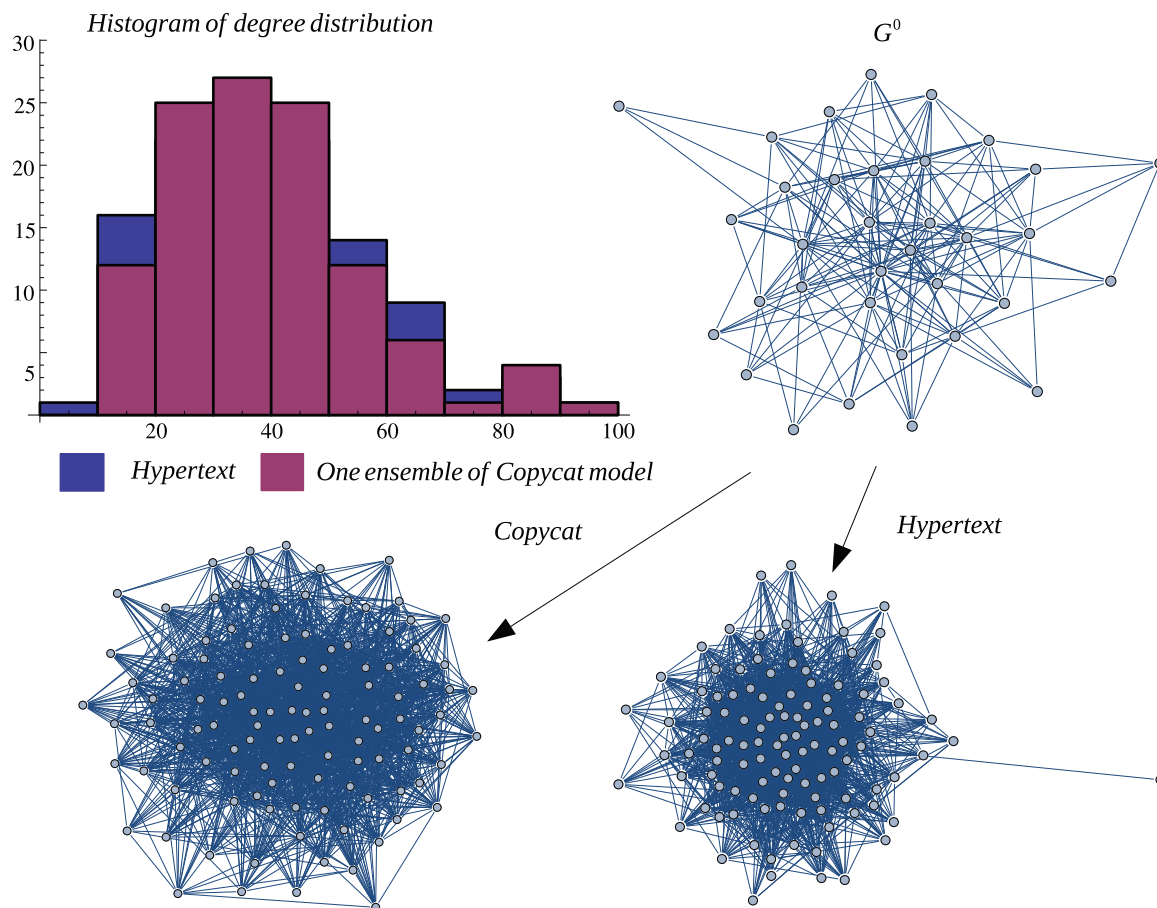 Histogram of degree distribution
30
25
20
15
10
5
20 40 60 80 100
Hypertext One ensemble of Copycat model
G⁰
Copycat
Hypertext